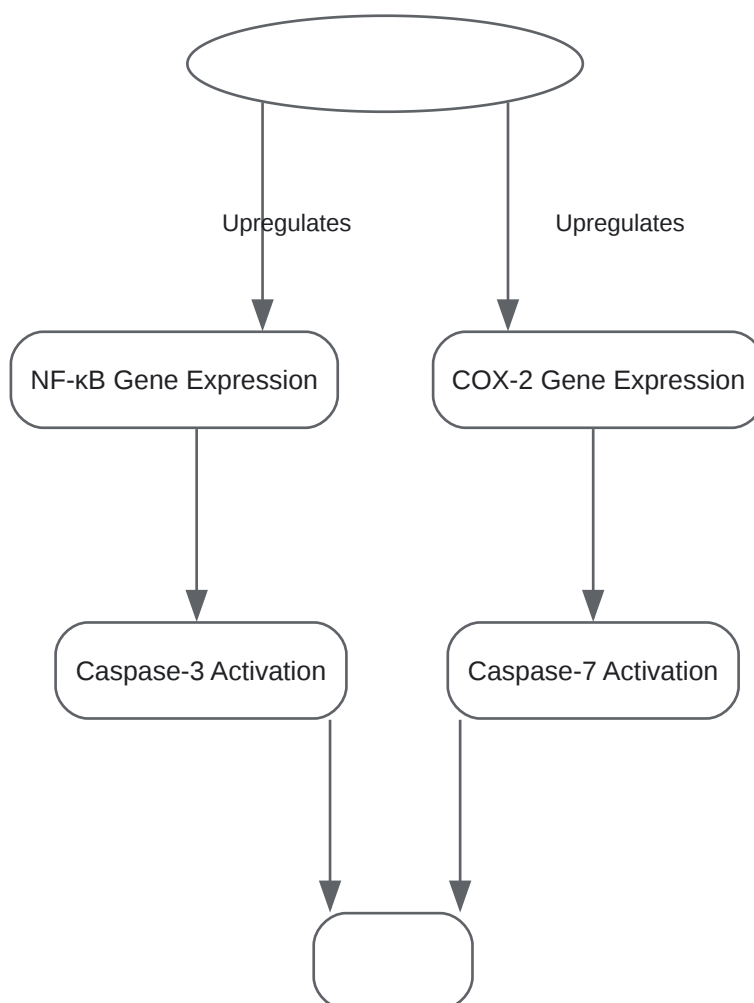 Upregulates
Upregulates
NF-κB Gene Expression
COX-2 Gene Expression
Caspase-3 Activation
Caspase-7 Activation